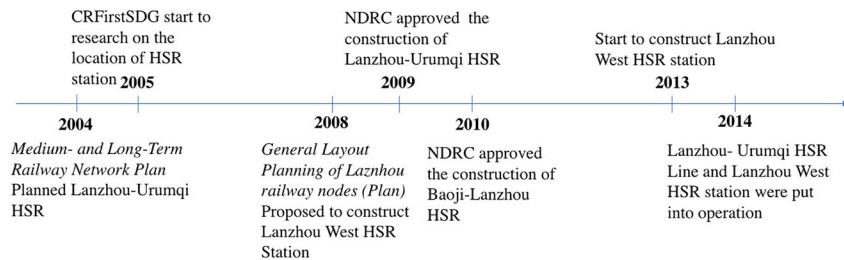 CRFirstSDG start to
research on the
location of HSR
station
2005
NDRC approved  the
construction of
Lanzhou-Urumqi HSR
2009
Start to construct Lanzhou
West HSR station
2013
2004
Medium- and Long-Term
Railway Network Plan
Planned Lanzhou-Urumqi
HSR
2008
General Layout
Planning of Laznhou
railway nodes (Plan)
Proposed to construct
Lanzhou West HSR
Station
2010
NDRC approved
the construction of
Baoji-Lanzhou
HSR
2014
Lanzhou- Urumqi HSR
Line and Lanzhou West
HSR station were put
into operation